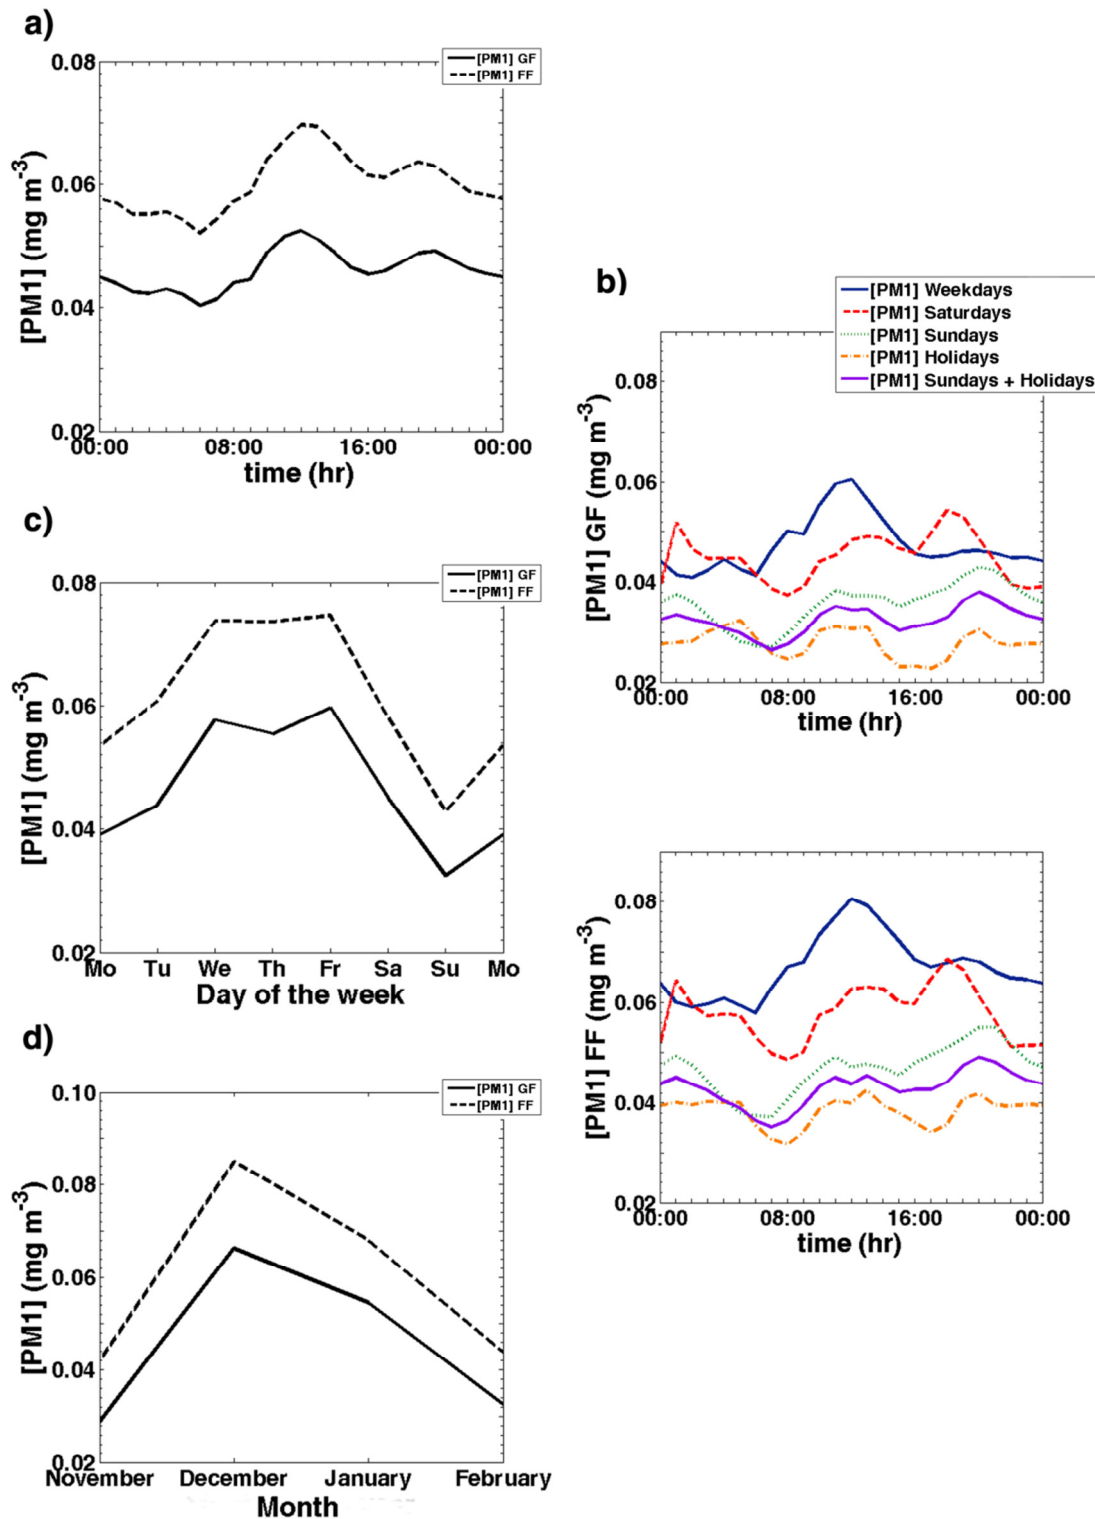 a)
[PM1] GF
[PM1] FF
0.08
0.06
0.04
0.02
[PM1] (mg m-3)
00:00 08:00 16:00 00:00
time (hr)
b)
[PM1] Weekdays
[PM1] Saturdays
[PM1] Sundays
[PM1] Holidays
[PM1] Sundays + Holidays
0.08
0.06
0.04
0.02
[PM1] GF (mg m-3)
00:00 08:00 16:00 00:00
time (hr)
0.08
0.06
0.04
0.02
[PM1] FF (mg m-3)
00:00 08:00 16:00 00:00
time (hr)
c)
[PM1] GF
[PM1] FF
0.08
0.06
0.04
0.02
[PM1] (mg m-3)
Mo Tu We Th Fr Sa Su Mo
Day of the week
d)
[PM1] GF
[PM1] FF
0.10
0.08
0.06
0.04
0.02
[PM1] (mg m-3)
November December January February
Month